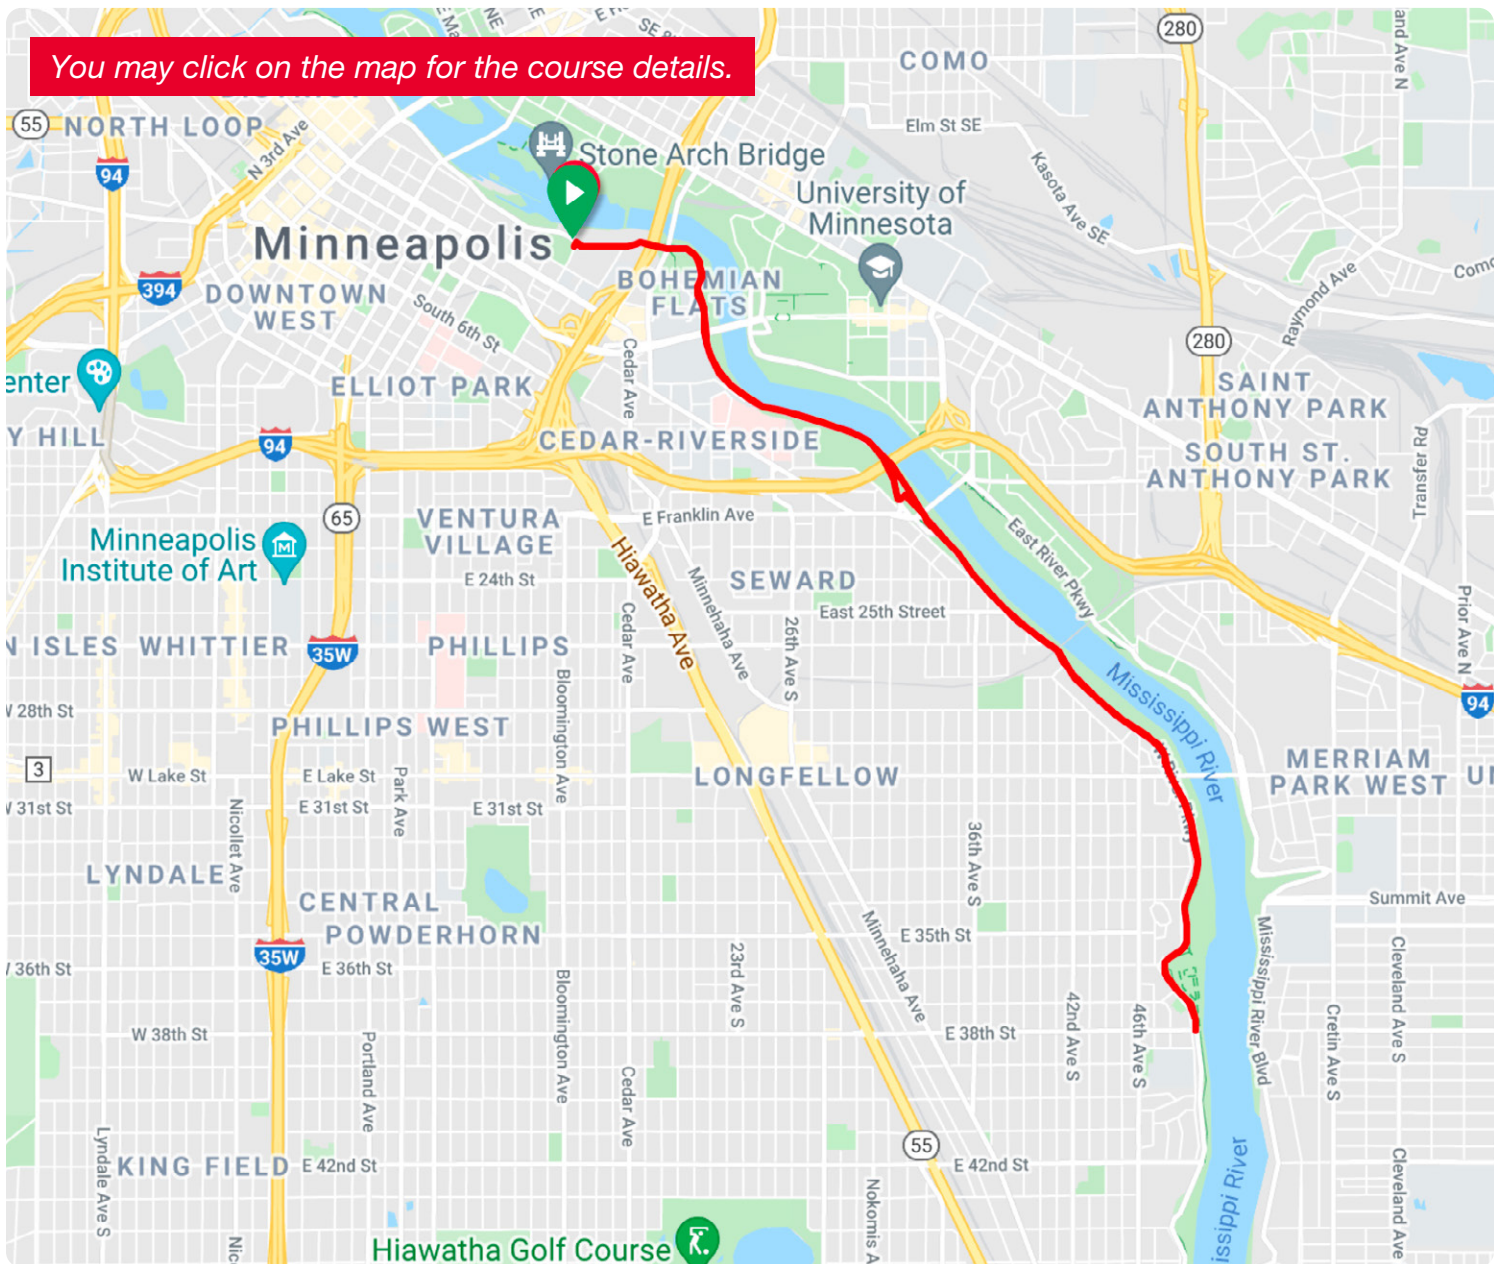 You may click on the map for the course details.
280
COMO
55
NORTH LOOP
N 3rd Ave
Elm St SE
94
Stone Arch Bridge
Kasota Ave SE
University of
Minnesota
Minneapolis
BOHEMIAN
FLATS
394
DOWNTOWN
WEST
South 6th St
Raymond Ave
280
Cedar Ave
enter
ELLIOT PARK
SAINT
ANTHONY PARK
Y HILL
94
CEDAR-RIVERSIDE
SOUTH ST.
ANTHONY PARK
Transfer Rd
65
VENTURA
VILLAGE
E Franklin Ave
Minneapolis
Institute of Art
East River Pkwy
E 24th St
Hiawatha Ave
Minnehaha Ave
SEWARD
East 25th Street
Prior Ave N
N ISLES
WHITTIER
35W
PHILLIPS
Cedar Ave
26th Ave S
Mississippi River
94
28th St
Bloomington Ave
PHILLIPS WEST
3
W Lake St
E Lake St
Park Ave
LONGFELLOW
W River Pkwy
MERRIAM
PARK WEST
31st St
E 31st St
E 31st St
Nicollet Ave
36th Ave S
LYNDALE
CENTRAL
Summit Ave
POWDERHORN
E 35th St
Minnehaha Ave
35W
36th St
E 36th St
Bloomington Ave
23rd Ave S
Mississippi River Blvd
Cleveland Ave S
W 38th St
E 38th St
42nd Ave S
46th Ave S
Cretin Ave S
Portland Ave
Cedar Ave
Lyndale Ave S
KING FIELD
E 42nd St
55
E 42nd St
ississippi River
Cleveland Ave
Nokomis A
Nic
Hiawatha Golf Course